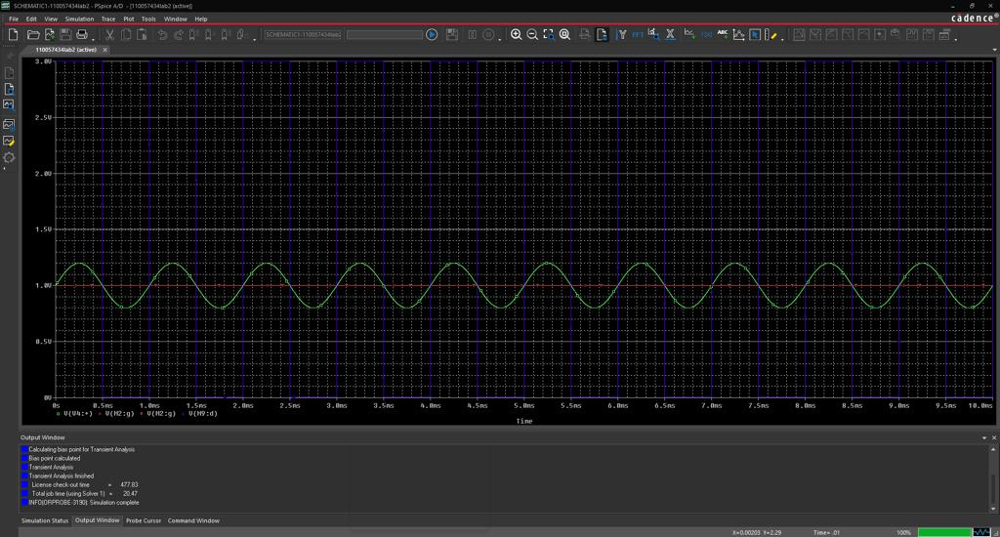 SCHEMATIC1-110057434lab2 - PSpice A/D - [110057434lab2 (active)]
File Edit View Simulation Trace Plot Tools Window Help
cadence
SCHEMATIC1-110057434lab2
FFT
ABC
110057434lab2 (active)
3.0V
2.5V
2.0V
1.5V
1.0V
0.5V
0V
0s 0.5ms 1.0ms 1.5ms 2.0ms 2.5ms 3.0ms 3.5ms 4.0ms 4.5ms 5.0ms 5.5ms 6.0ms 6.5ms 7.0ms 7.5ms 8.0ms 8.5ms 9.0ms 9.5ms 10.0ms
V(V4:+) V(M2:g) V(M2:g) V(M9:d)
Time
Output Window
Calculating bias point for Transient Analysis
Bias point calculated
Transient Analysis
Transient Analysis finished
License check-out time = 477.83
Total job time (using Solver 1) = 20.47
INFO(ORPROBE-3190): Simulation complete
Simulation Status Output Window Probe Cursor Command Window
X=0.00203 Y=2.29 Time= .01 100%